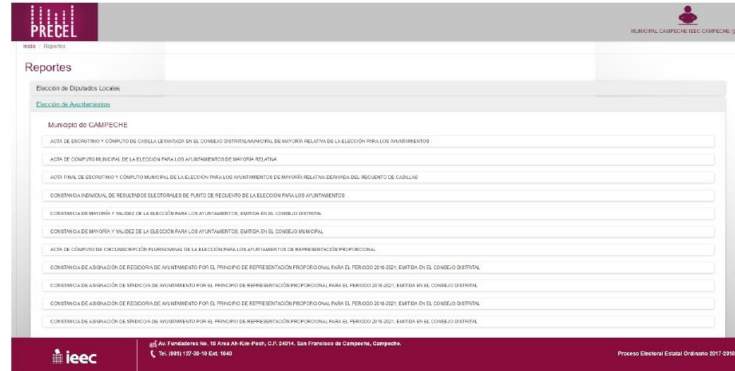 PRECEL
MUNICIPAL CAMPECHE IEEC CAMPECHE
Inicio / Reportes
Reportes
Elección de Diputados Locales
Elección de Ayuntamientos
Municipio de CAMPECHE
ACTA DE ESCRUTINIO Y CÓMPUTO DE CASILLA LEVANTADA EN EL CONSEJO DISTRITAL/MUNICIPAL DE MAYORÍA RELATIVA DE LA ELECCIÓN PARA LOS AYUNTAMIENTOS
ACTA DE CÓMPUTO MUNICIPAL DE LA ELECCIÓN PARA LOS AYUNTAMIENTOS DE MAYORÍA RELATIVA
ACTA FINAL DE ESCRUTINIO Y CÓMPUTO MUNICIPAL DE LA ELECCIÓN PARA LOS AYUNTAMIENTOS DE MAYORÍA RELATIVA DERIVADA DEL RECUENTO DE CASILLAS
CONSTANCIA INDIVIDUAL DE RESULTADOS ELECTORALES DE PUNTO DE RECUENTO DE LA ELECCIÓN PARA LOS AYUNTAMIENTOS
CONSTANCIA DE MAYORÍA Y VALIDEZ DE LA ELECCIÓN PARA LOS AYUNTAMIENTOS, EMITIDA EN EL CONSEJO DISTRITAL
CONSTANCIA DE MAYORÍA Y VALIDEZ DE LA ELECCIÓN PARA LOS AYUNTAMIENTOS, EMITIDA EN EL CONSEJO MUNICIPAL
ACTA DE CÓMPUTO DE CIRCUNSCRIPCIÓN PLURINOMINAL DE LA ELECCIÓN PARA LOS AYUNTAMIENTOS DE REPRESENTACIÓN PROPORCIONAL
CONSTANCIA DE ASIGNACIÓN DE REGIDORIA DE AYUNTAMIENTO POR EL PRINCIPIO DE REPRESENTACIÓN PROPORCIONAL PARA EL PERIODO 2018-2021, EMITIDA EN EL CONSEJO DISTRITAL
CONSTANCIA DE ASIGNACIÓN DE SÍNDICO DE AYUNTAMIENTO POR EL PRINCIPIO DE REPRESENTACIÓN PROPORCIONAL PARA EL PERIODO 2018-2021, EMITIDA EN EL CONSEJO DISTRITAL
CONSTANCIA DE ASIGNACIÓN DE REGIDORIA DE AYUNTAMIENTO POR EL PRINCIPIO DE REPRESENTACIÓN PROPORCIONAL PARA EL PERIODO 2018-2021, EMITIDA EN EL CONSEJO DISTRITAL
CONSTANCIA DE ASIGNACIÓN DE SÍNDICO DE AYUNTAMIENTO POR EL PRINCIPIO DE REPRESENTACIÓN PROPORCIONAL PARA EL PERIODO 2018-2021, EMITIDA EN EL CONSEJO DISTRITAL
ieec
Av. Fundadores No. 18 Area Ah-Kim-Pech, C.P. 24014. San Francisco de Campeche, Campeche.
Tel. (981) 127-30-10 Ext. 1040
Proceso Electoral Estatal Ordinario 2017-2018